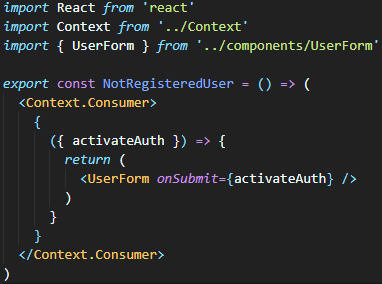 import React from 'react'
import Context from '../Context'
import { UserForm } from '../components/UserForm'

export const NotRegisteredUser = () => (
  <Context.Consumer>
    {
      ({ activateAuth }) => {
        return (
          <UserForm onSubmit={activateAuth} />
        )
      }
    }
  </Context.Consumer>
)